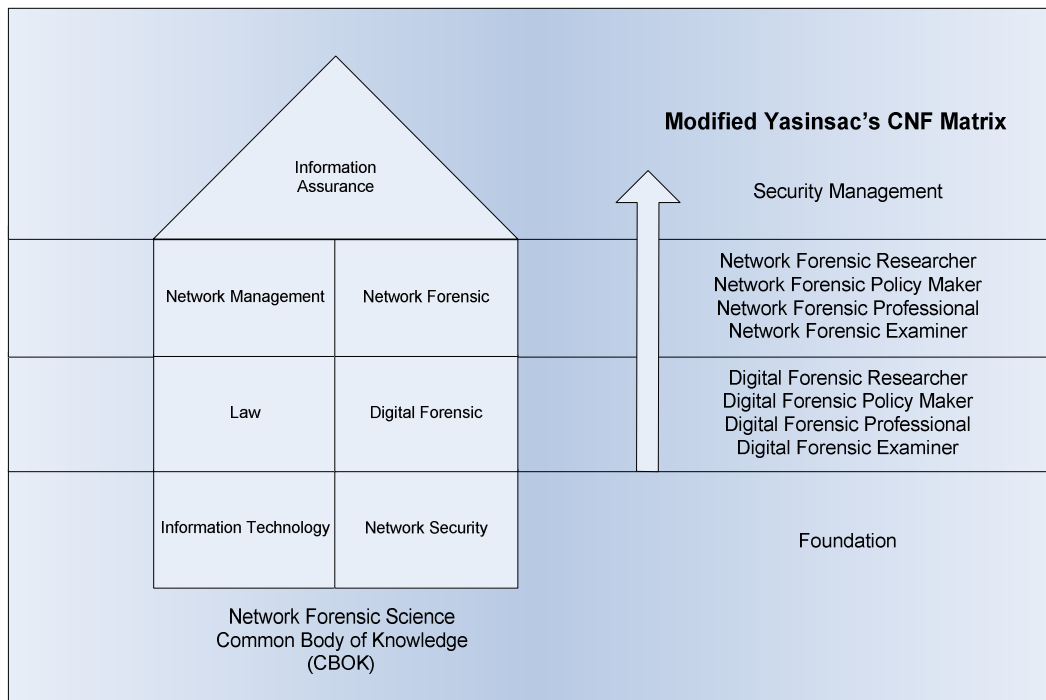 Modified Yasinsac's CNF Matrix
Information
Assurance
Security Management
Network Management
Network Forensic
Network Forensic Researcher
Network Forensic Policy Maker
Network Forensic Professional
Network Forensic Examiner
Law
Digital Forensic
Digital Forensic Researcher
Digital Forensic Policy Maker
Digital Forensic Professional
Digital Forensic Examiner
Information Technology
Network Security
Foundation
Network Forensic Science
Common Body of Knowledge
(CBOK)